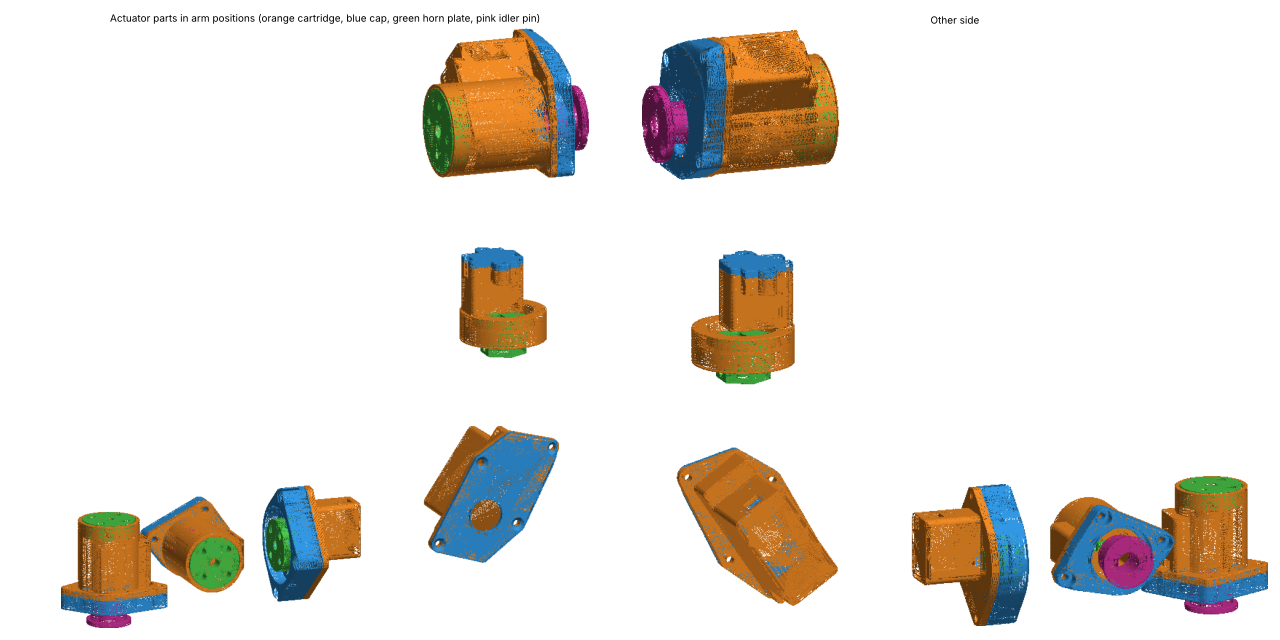 Actuator parts in arm positions (orange cartridge, blue cap, green horn plate, pink idler pin)
Other side